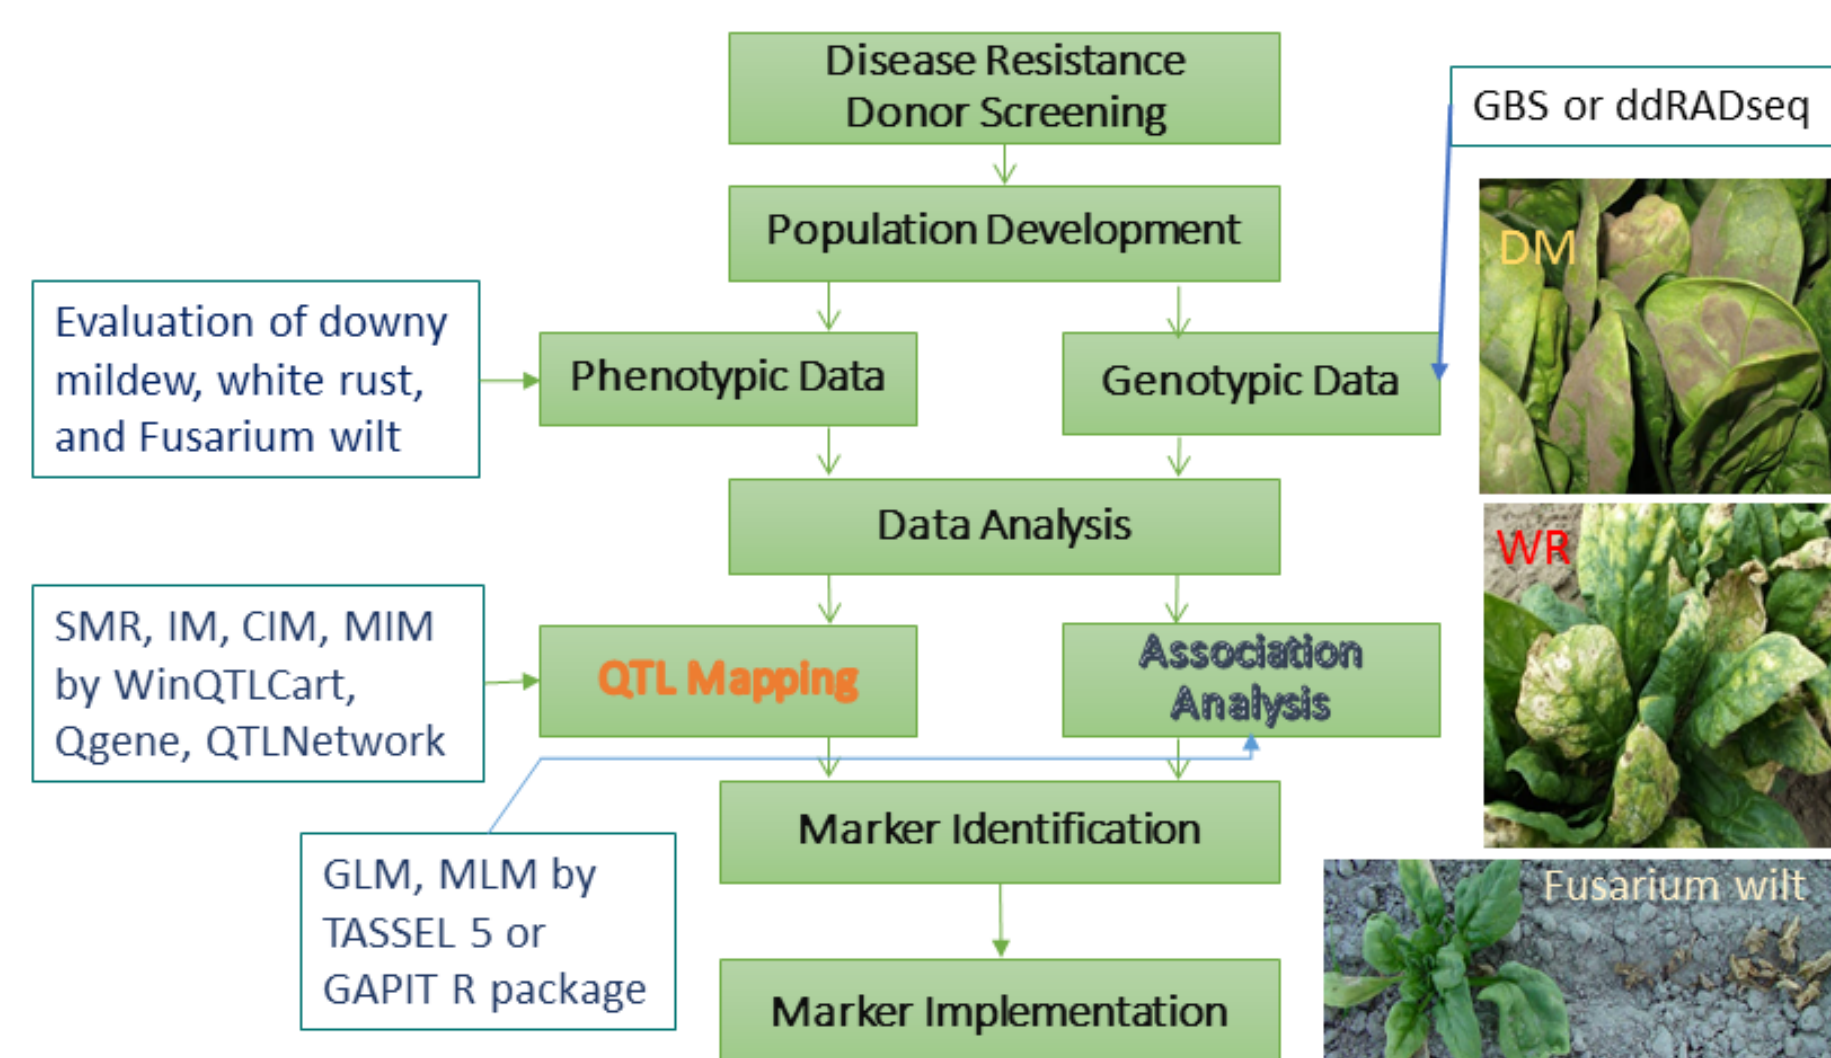 Disease Resistance
Donor Screening
GBS or ddRADseq
Population Development
DM
Evaluation of downy
mildew, white rust,
and Fusarium wilt
Phenotypic Data
Genotypic Data
Data Analysis
WR
SMR, IM, CIM, MIM
by WinQTLCart,
Qgene, QTLNetwork
QTL Mapping
Association
Analysis
Marker Identification
GLM, MLM by
TASSEL 5 or
GAPIT R package
Fusarium wilt
Marker Implementation